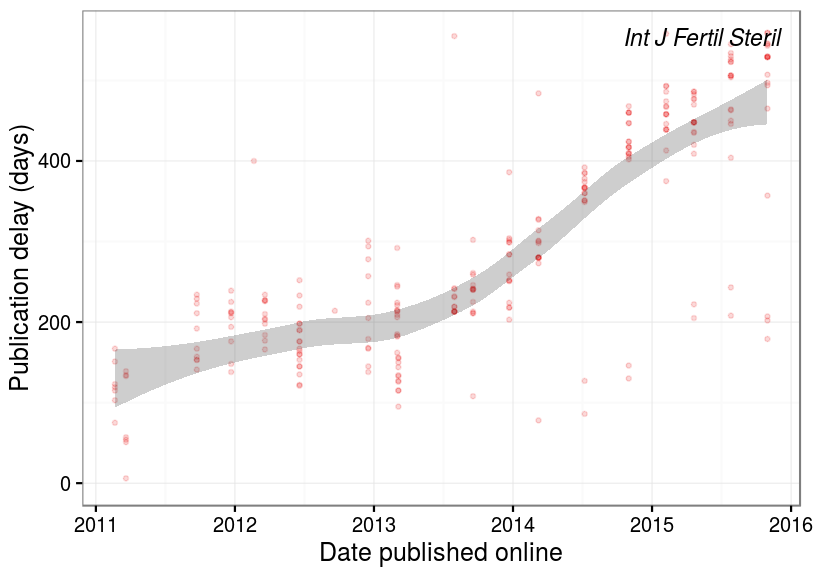 Int J Fertil Steril
Publication delay (days)
400
200
0
2011 2012 2013 2014 2015 2016
Date published online